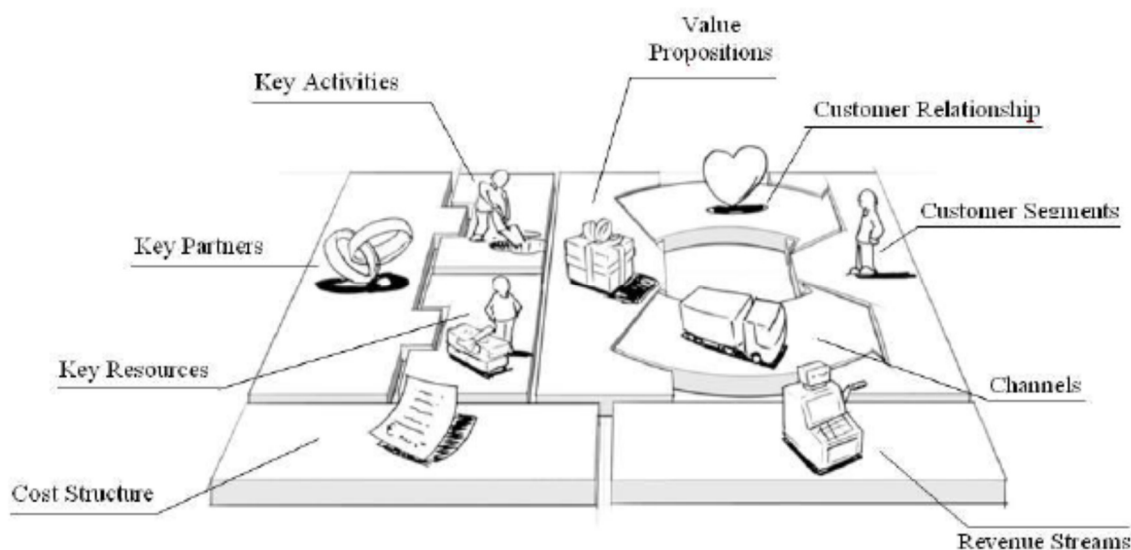 Value
Propositions
Key Activities
Customer Relationship
Customer Segments
Key Partners
Key Resources
Channels
Cost Structure
Revenue Streams